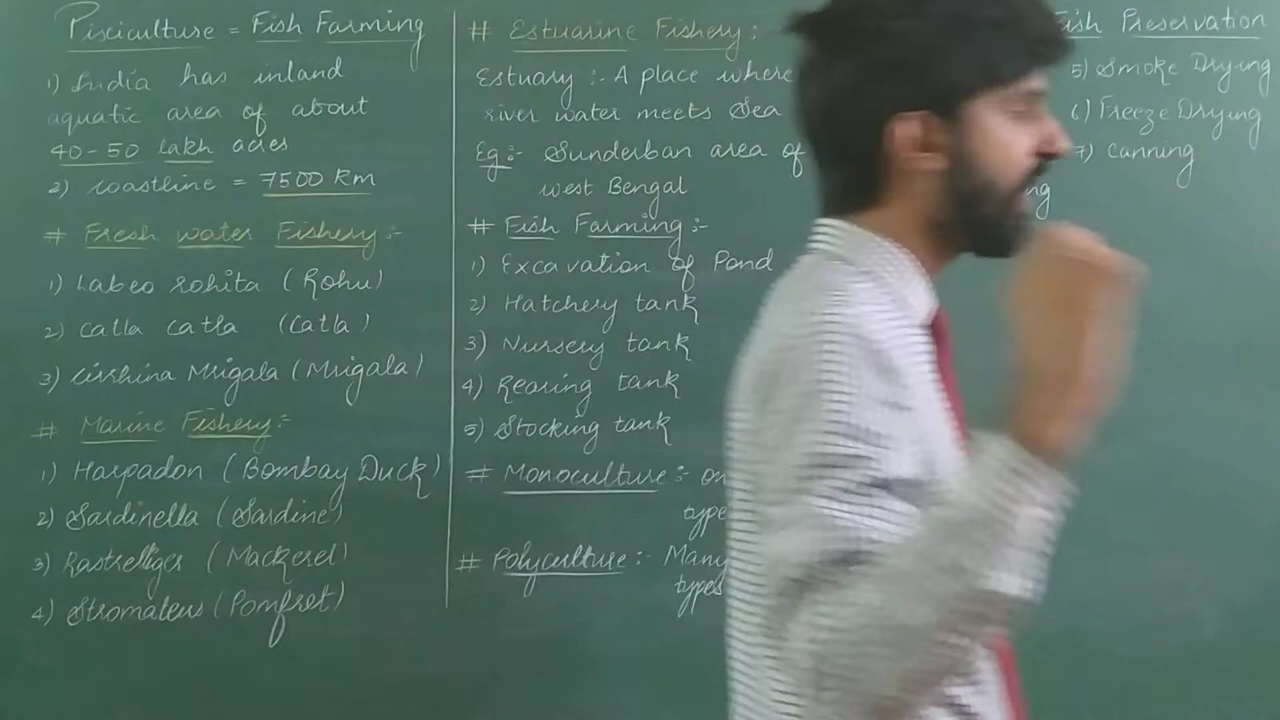 Pisciculture = Fish Farming
1) India has inland
aquatic area of about
40-50 lakh acres
2) coastline = 7500 Km
# Fresh water Fishery :-
1) Labeo rohita (Rohu)
2) Catla catla (Catla)
3) Cirrhina Mrigala (Mrigala)
# Marine Fishery :-
1) Harpadon (Bombay Duck)
2) Sardinella (Sardine)
3) Rastrelliger (Mackerel)
4) Stromateus (Pomfret)
# Estuarine Fishery :-
Estuary :- A place where
river water meets Sea
Eg :- Sunderban area of
west Bengal
# Fish Farming :-
1) Excavation of Pond
2) Hatchery tank
3) Nursery tank
4) Rearing tank
5) Stocking tank
# Monoculture :- on
type
# Polyculture :- Many
types
ish Preservation
5) Smoke Drying
6) Freeze Drying
7) Canning
ng